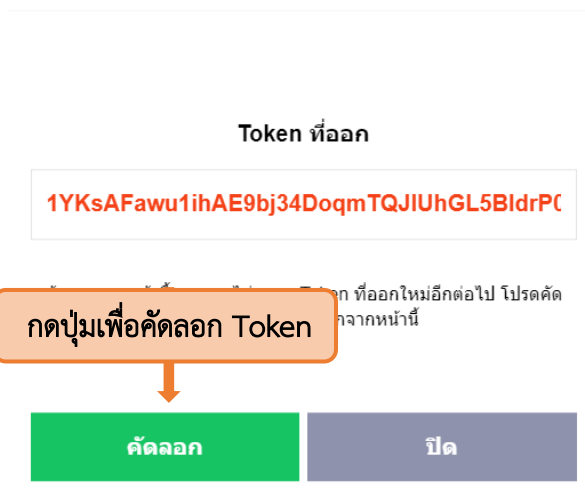 Token ที่ออก
1YKsAFawu1ihAE9bj34DoqmTQJIUhGL5BIdrP0
ที่ออกใหม่อีกต่อไป โปรดคัด
กจากหน้านี้
กดปุ่มเพื่อคัดลอก Token
คัดลอก
ปิด